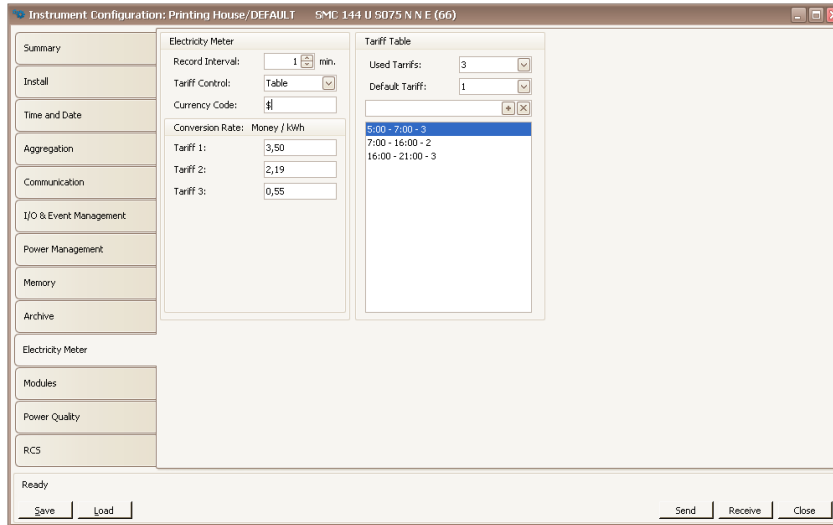 Instrument Configuration: Printing House/DEFAULT SMC 144 U S075 N N E (66)
Summary
Install
Time and Date
Aggregation
Communication
I/O & Event Management
Power Management
Memory
Archive
Electricity Meter
Modules
Power Quality
RCS
Electricity Meter
Record Interval: 1 min.
Tariff Control: Table
Currency Code: $
Conversion Rate: Money / kWh
Tariff 1: 3,50
Tariff 2: 2,19
Tariff 3: 0,55
Tariff Table
Used Tarrifs: 3
Default Tariff: 1
5:00 - 7:00 - 3
7:00 - 16:00 - 2
16:00 - 21:00 - 3
Ready
Save Load Send Receive Close